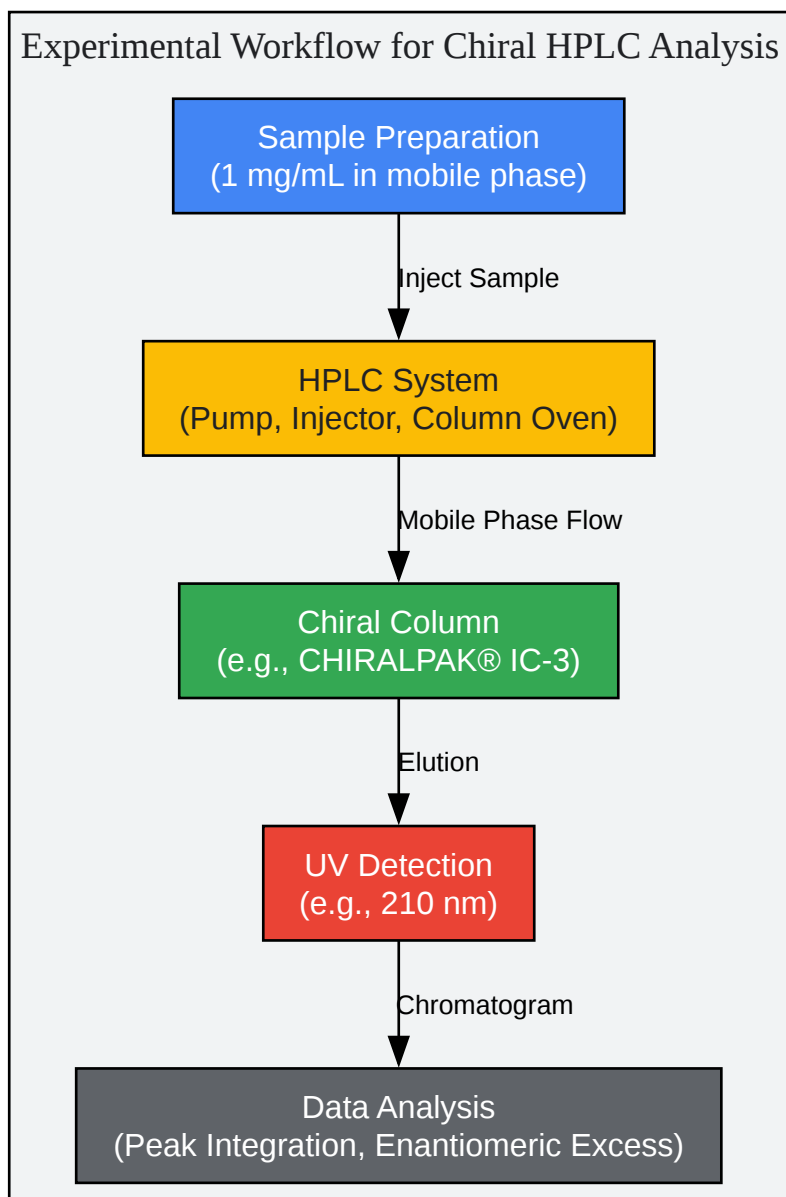 Experimental Workflow for Chiral HPLC Analysis
Sample Preparation
(1 mg/mL in mobile phase)
Inject Sample
HPLC System
(Pump, Injector, Column Oven)
Mobile Phase Flow
Chiral Column
(e.g., CHIRALPAK® IC-3)
Elution
UV Detection
(e.g., 210 nm)
Chromatogram
Data Analysis
(Peak Integration, Enantiomeric Excess)